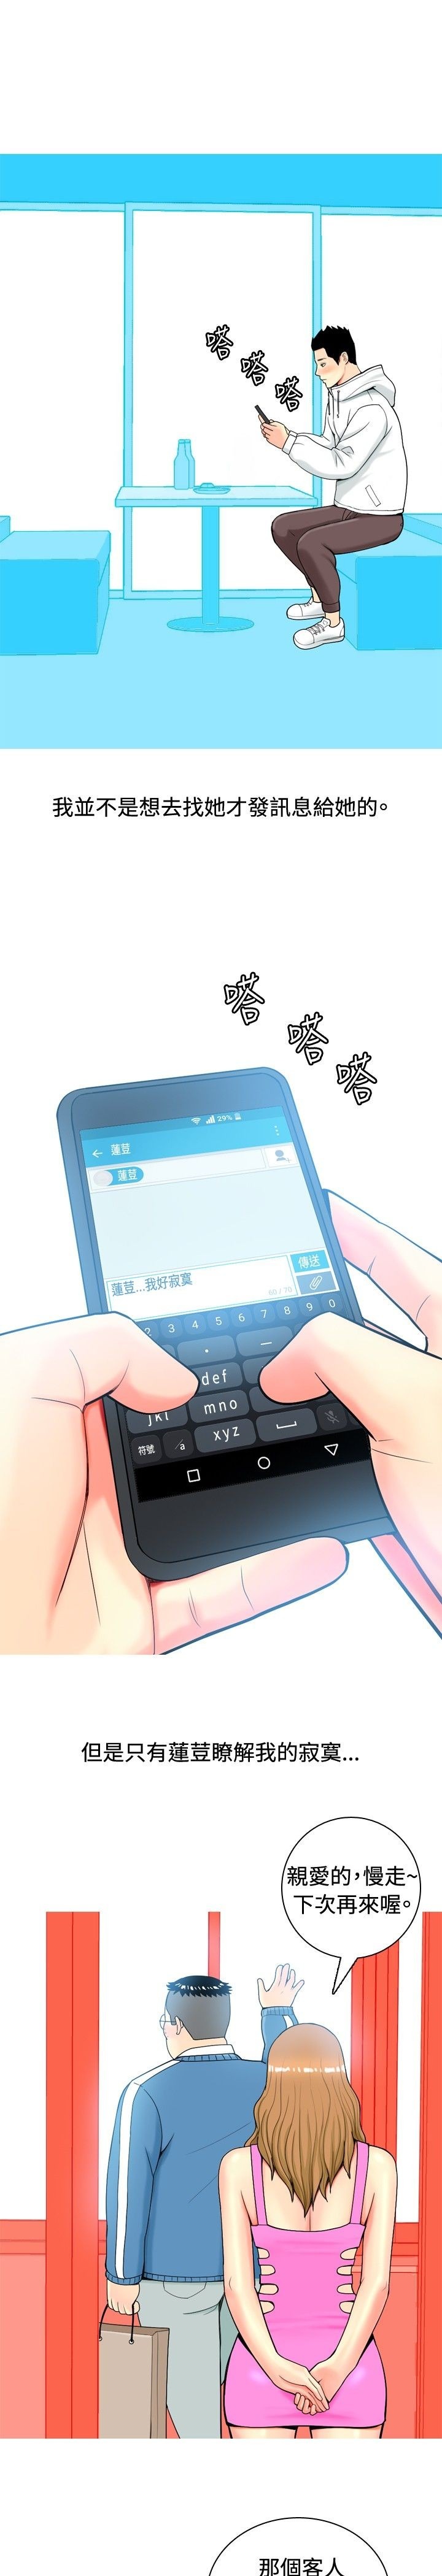 嗒
嗒
嗒
我並不是想去找她才發訊息給她的。
嗒
嗒
嗒
29%
蓮荳
蓮荳
蓮荳...我好寂寞
傳送
60 / 70
2 3 4 5 6 7 8 9 0
. —
def
jkl mno
符號 /a xyz
但是只有蓮荳瞭解我的寂寞...
親愛的,慢走~
下次再來喔。
那個客人